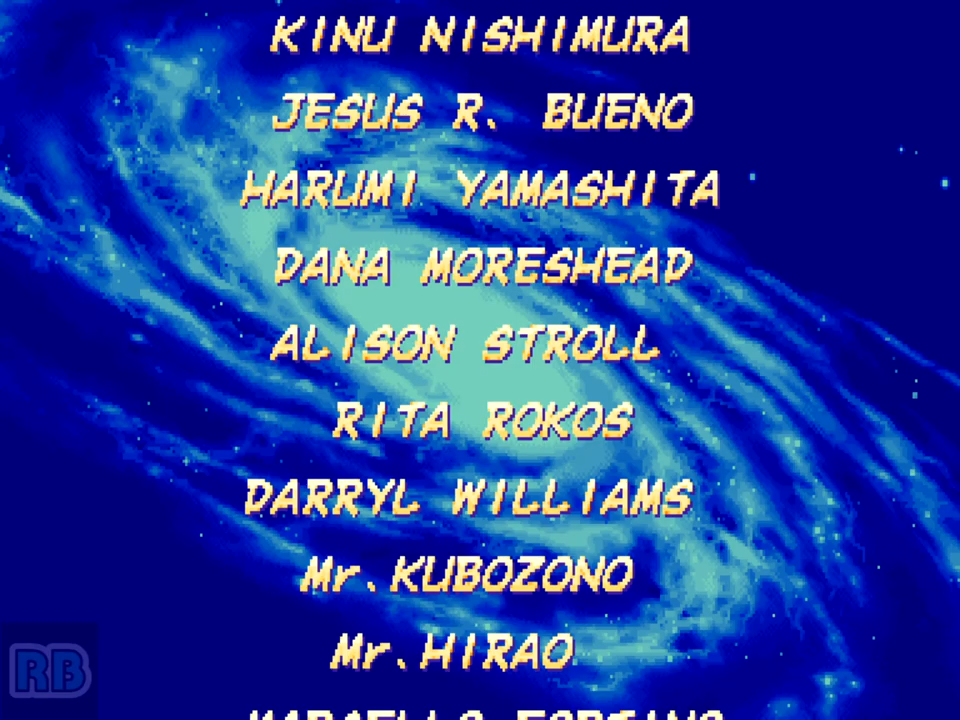 KINU NISHIMURA
JESUS R. BUENO
HARUMI YAMASHITA
DANA MORESHEAD
ALISON STROLL
RITA ROKOS
DARRYL WILLIAMS
Mr.KUBOZONO
Mr.HIRAO
RB